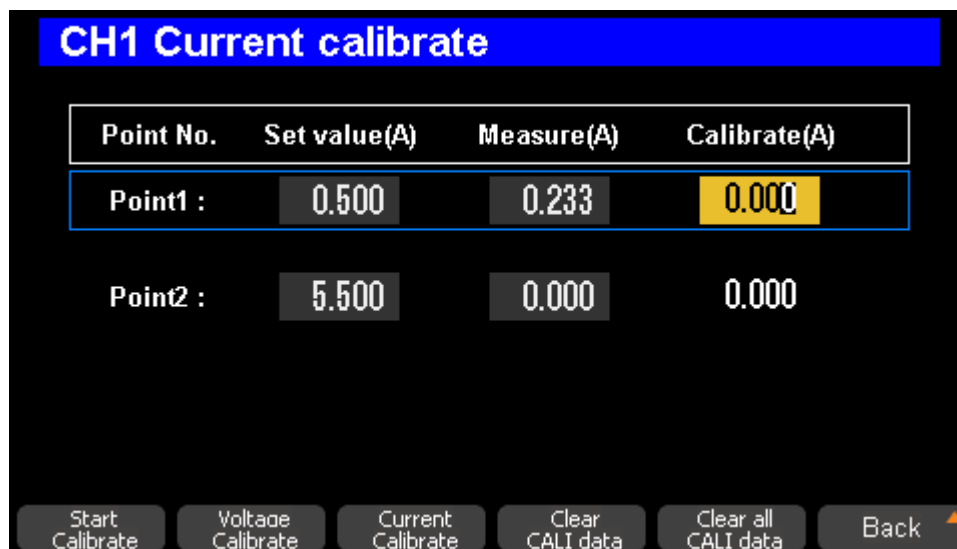 CH1 Current calibrate
Point No. Set value(A) Measure(A) Calibrate(A)
Point1 : 0.500 0.233 0.000
Point2 : 5.500 0.000 0.000
Start Calibrate Voltage Calibrate Current Calibrate Clear CALI data Clear all CALI data Back